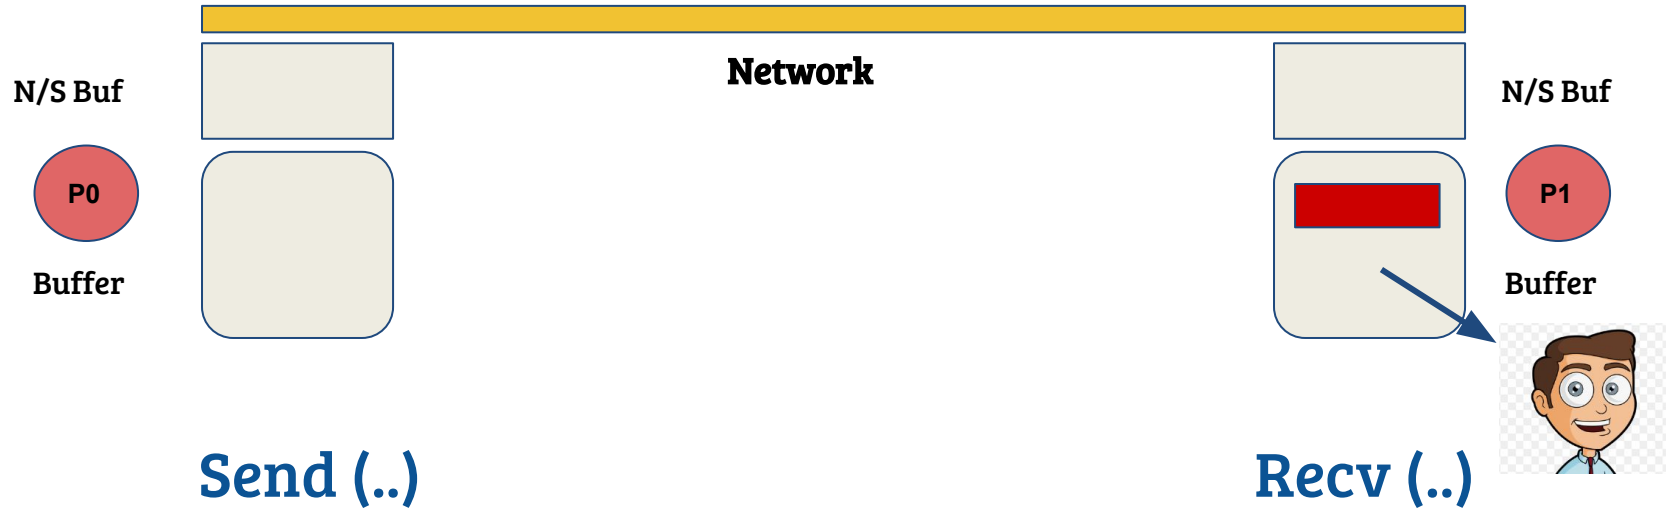 Network
N/S Buf
N/S Buf
P0
P1
Buffer
Buffer
Send (..)
Recv (..)